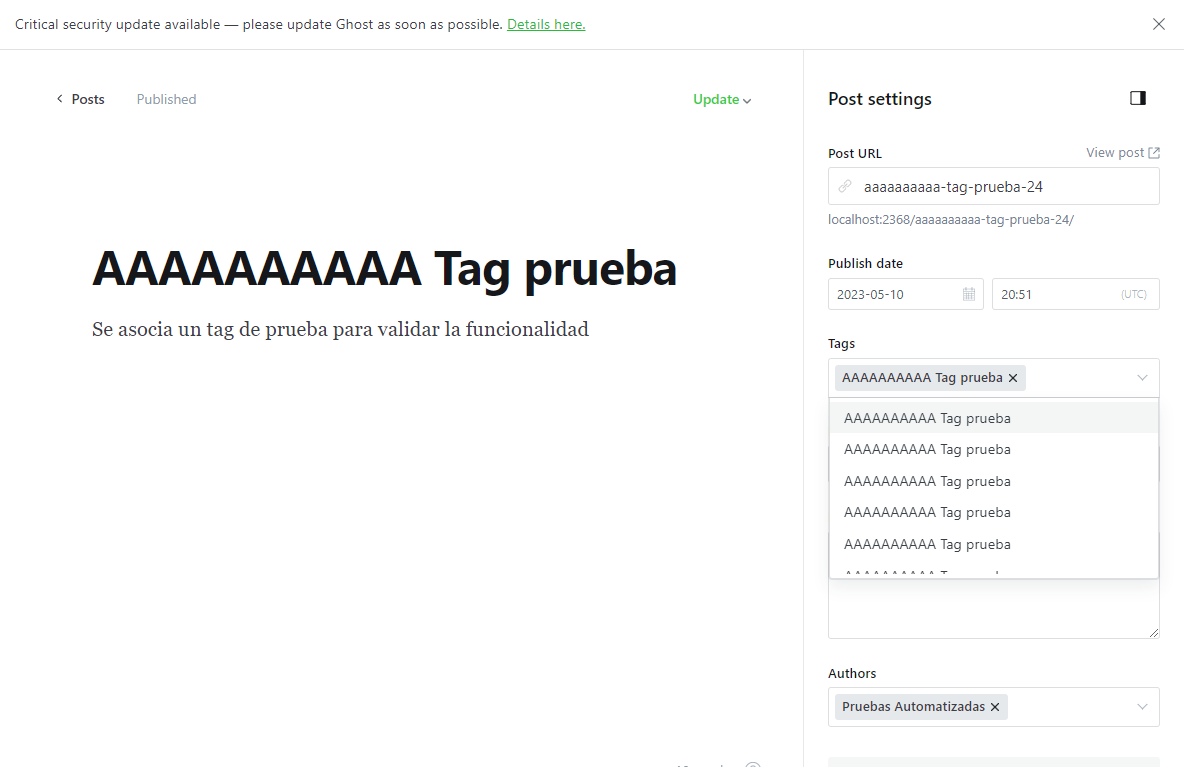 Critical security update available — please update Ghost as soon as possible. Details here.
Posts
Published
Update
AAAAAAAAAA Tag prueba
Se asocia un tag de prueba para validar la funcionalidad
Post settings
Post URL
View post
aaaaaaaaaa-tag-prueba-24
localhost:2368/aaaaaaaaaa-tag-prueba-24/
Publish date
2023-05-10
20:51
(UTC)
Tags
AAAAAAAAAA Tag prueba
AAAAAAAAAA Tag prueba
AAAAAAAAAA Tag prueba
AAAAAAAAAA Tag prueba
AAAAAAAAAA Tag prueba
AAAAAAAAAA Tag prueba
Authors
Pruebas Automatizadas